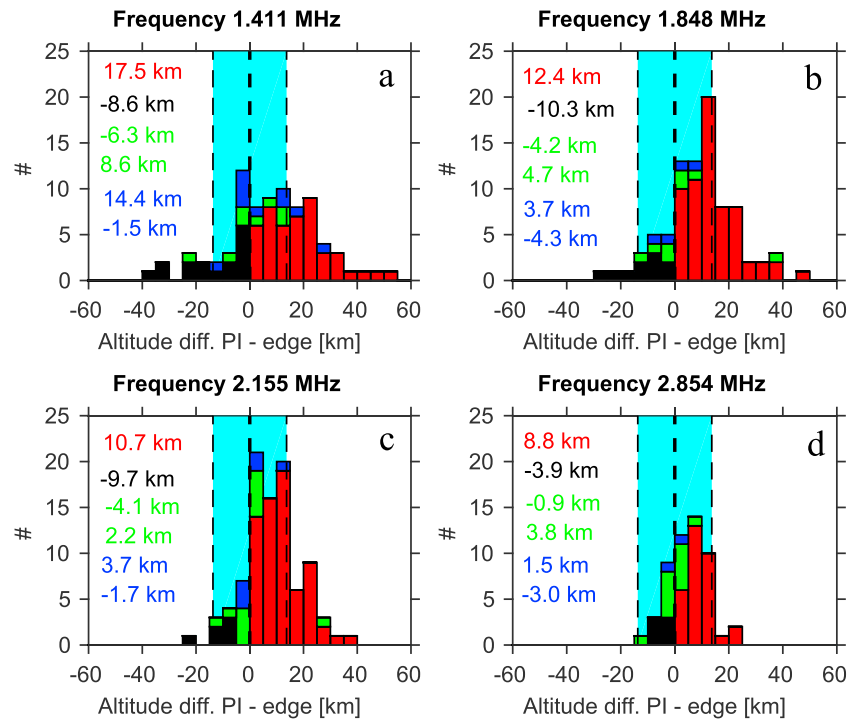 Frequency 1.411 MHz
25
20
15
10
5
0
#
17.5 km
-8.6 km
-6.3 km
8.6 km
14.4 km
-1.5 km
a
-60 -40 -20 0 20 40 60
Altitude diff. PI - edge [km]
Frequency 1.848 MHz
25
20
15
10
5
0
#
12.4 km
-10.3 km
-4.2 km
4.7 km
3.7 km
-4.3 km
b
-60 -40 -20 0 20 40 60
Altitude diff. PI - edge [km]
Frequency 2.155 MHz
25
20
15
10
5
0
#
10.7 km
-9.7 km
-4.1 km
2.2 km
3.7 km
-1.7 km
c
-60 -40 -20 0 20 40 60
Altitude diff. PI - edge [km]
Frequency 2.854 MHz
25
20
15
10
5
0
#
8.8 km
-3.9 km
-0.9 km
3.8 km
1.5 km
-3.0 km
d
-60 -40 -20 0 20 40 60
Altitude diff. PI - edge [km]